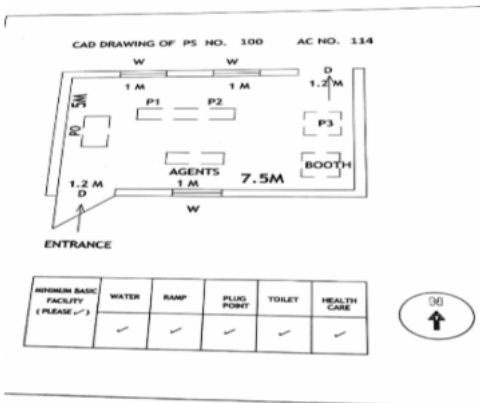 CAD DRAWING OF PS NO. 100 AC NO. 114
W W D
1 M 1 M 1.2 M
5M
P1 P2
P3
PO
AGENTS
BOOTH
1.2 M 1 M 7.5M
D
W
ENTRANCE
MINIMUM BASIC FACILITY ( PLEASE ✓ )
WATER
RAMP
PLUG POINT
TOILET
HEALTH CARE
✓ ✓ ✓ ✓ ✓
N